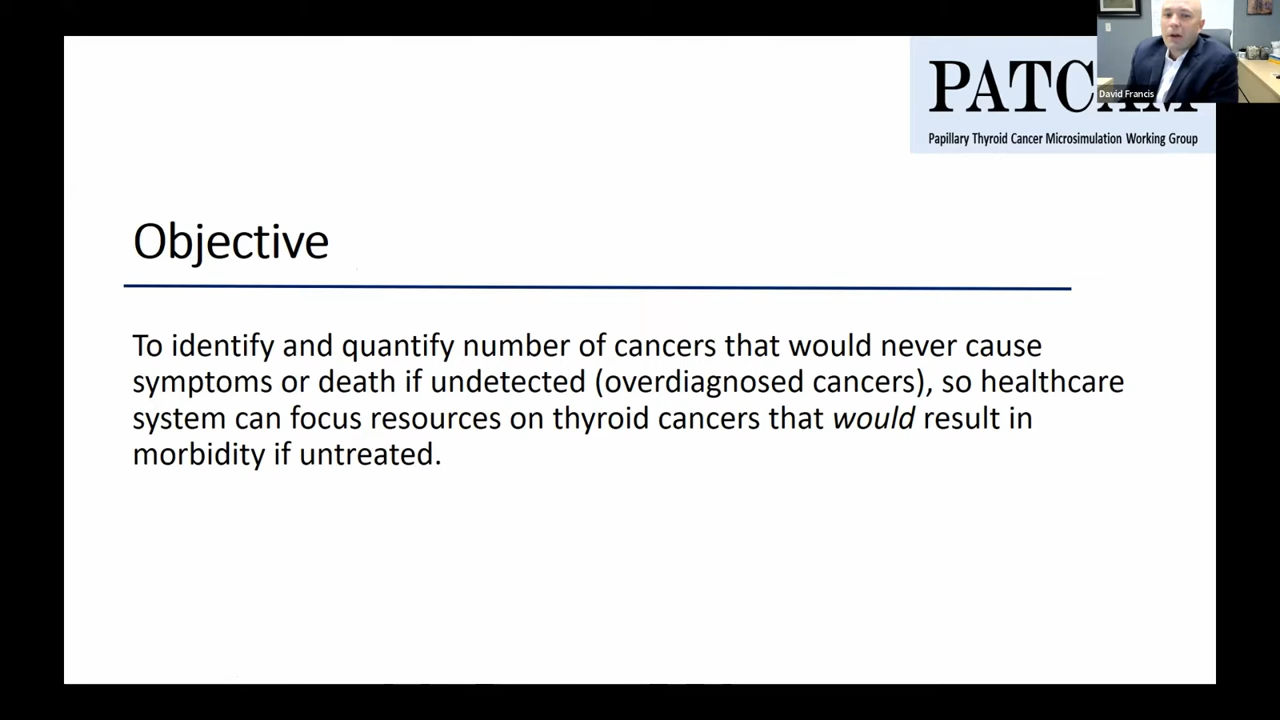 PATCAM
David Francis
Papillary Thyroid Cancer Microsimulation Working Group
Objective
To identify and quantify number of cancers that would never cause
symptoms or death if undetected (overdiagnosed cancers), so healthcare
system can focus resources on thyroid cancers that would result in
morbidity if untreated.